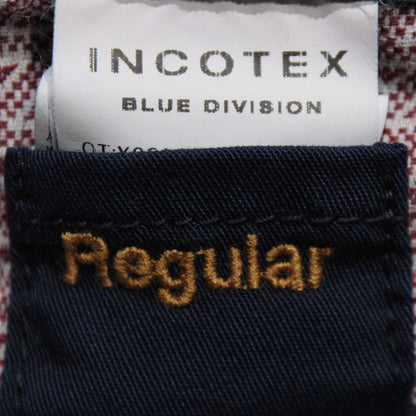 INCOTEX
BLUE DIVISION
Regular